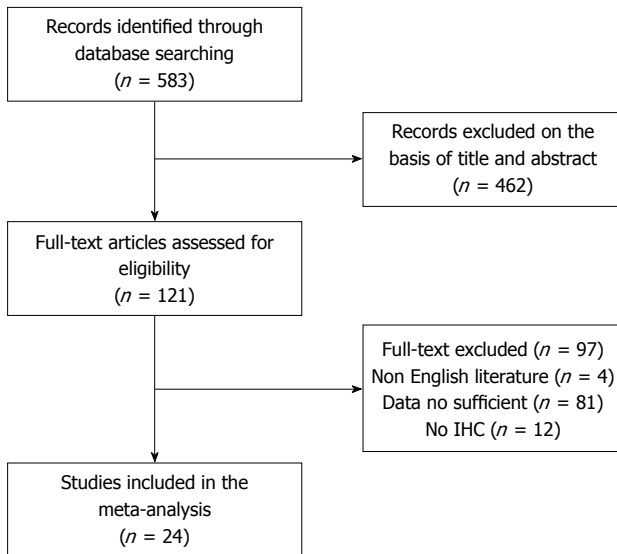 Records identified through
database searching
(n = 583)
Records excluded on the
basis of title and abstract
(n = 462)
Full-text articles assessed for
eligibility
(n = 121)
Full-text excluded (n = 97)
Non English literature (n = 4)
Data no sufficient (n = 81)
No IHC (n = 12)
Studies included in the
meta-analysis
(n = 24)